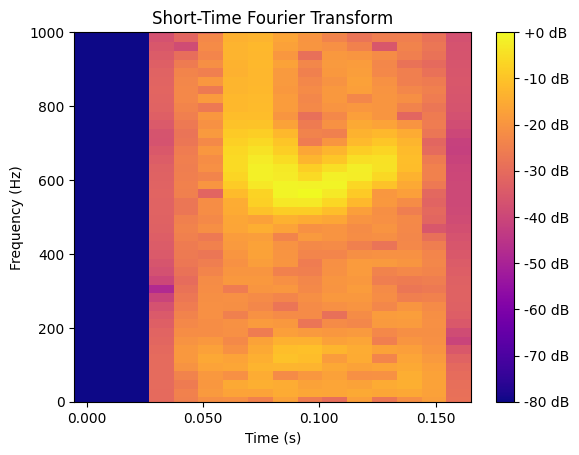 Short-Time Fourier Transform
1000
800
600
400
200
0
Frequency (Hz)
0.000
0.050
0.100
0.150
Time (s)
+0 dB
-10 dB
-20 dB
-30 dB
-40 dB
-50 dB
-60 dB
-70 dB
-80 dB